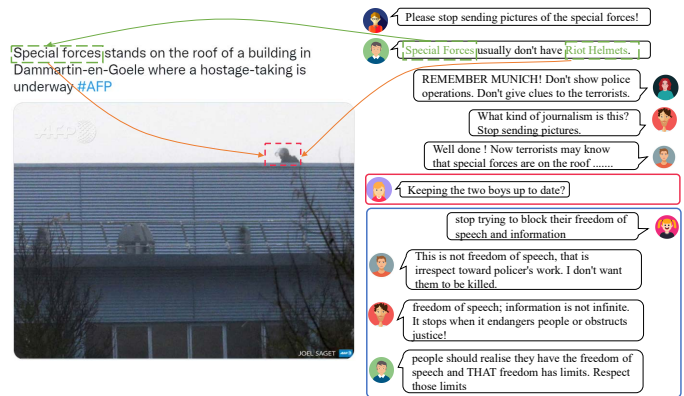 Special forces stands on the roof of a building in
Dammartin-en-Goele where a hostage-taking is
underway #AFP
AFP
JOEL SAGET AFP
Please stop sending pictures of the special forces!
Special Forces usually don't have Riot Helmets.
REMEMBER MUNICH! Don't show police
operations. Don't give clues to the terrorists.
What kind of journalism is this?
Stop sending pictures.
Well done ! Now terrorists may know
that special forces are on the roof .......
Keeping the two boys up to date?
stop trying to block their freedom of
speech and information
This is not freedom of speech, that is
irrespect toward policer's work. I don't want
them to be killed.
freedom of speech; information is not infinite.
It stops when it endangers people or obstructs
justice!
people should realise they have the freedom of
speech and THAT freedom has limits. Respect
those limits